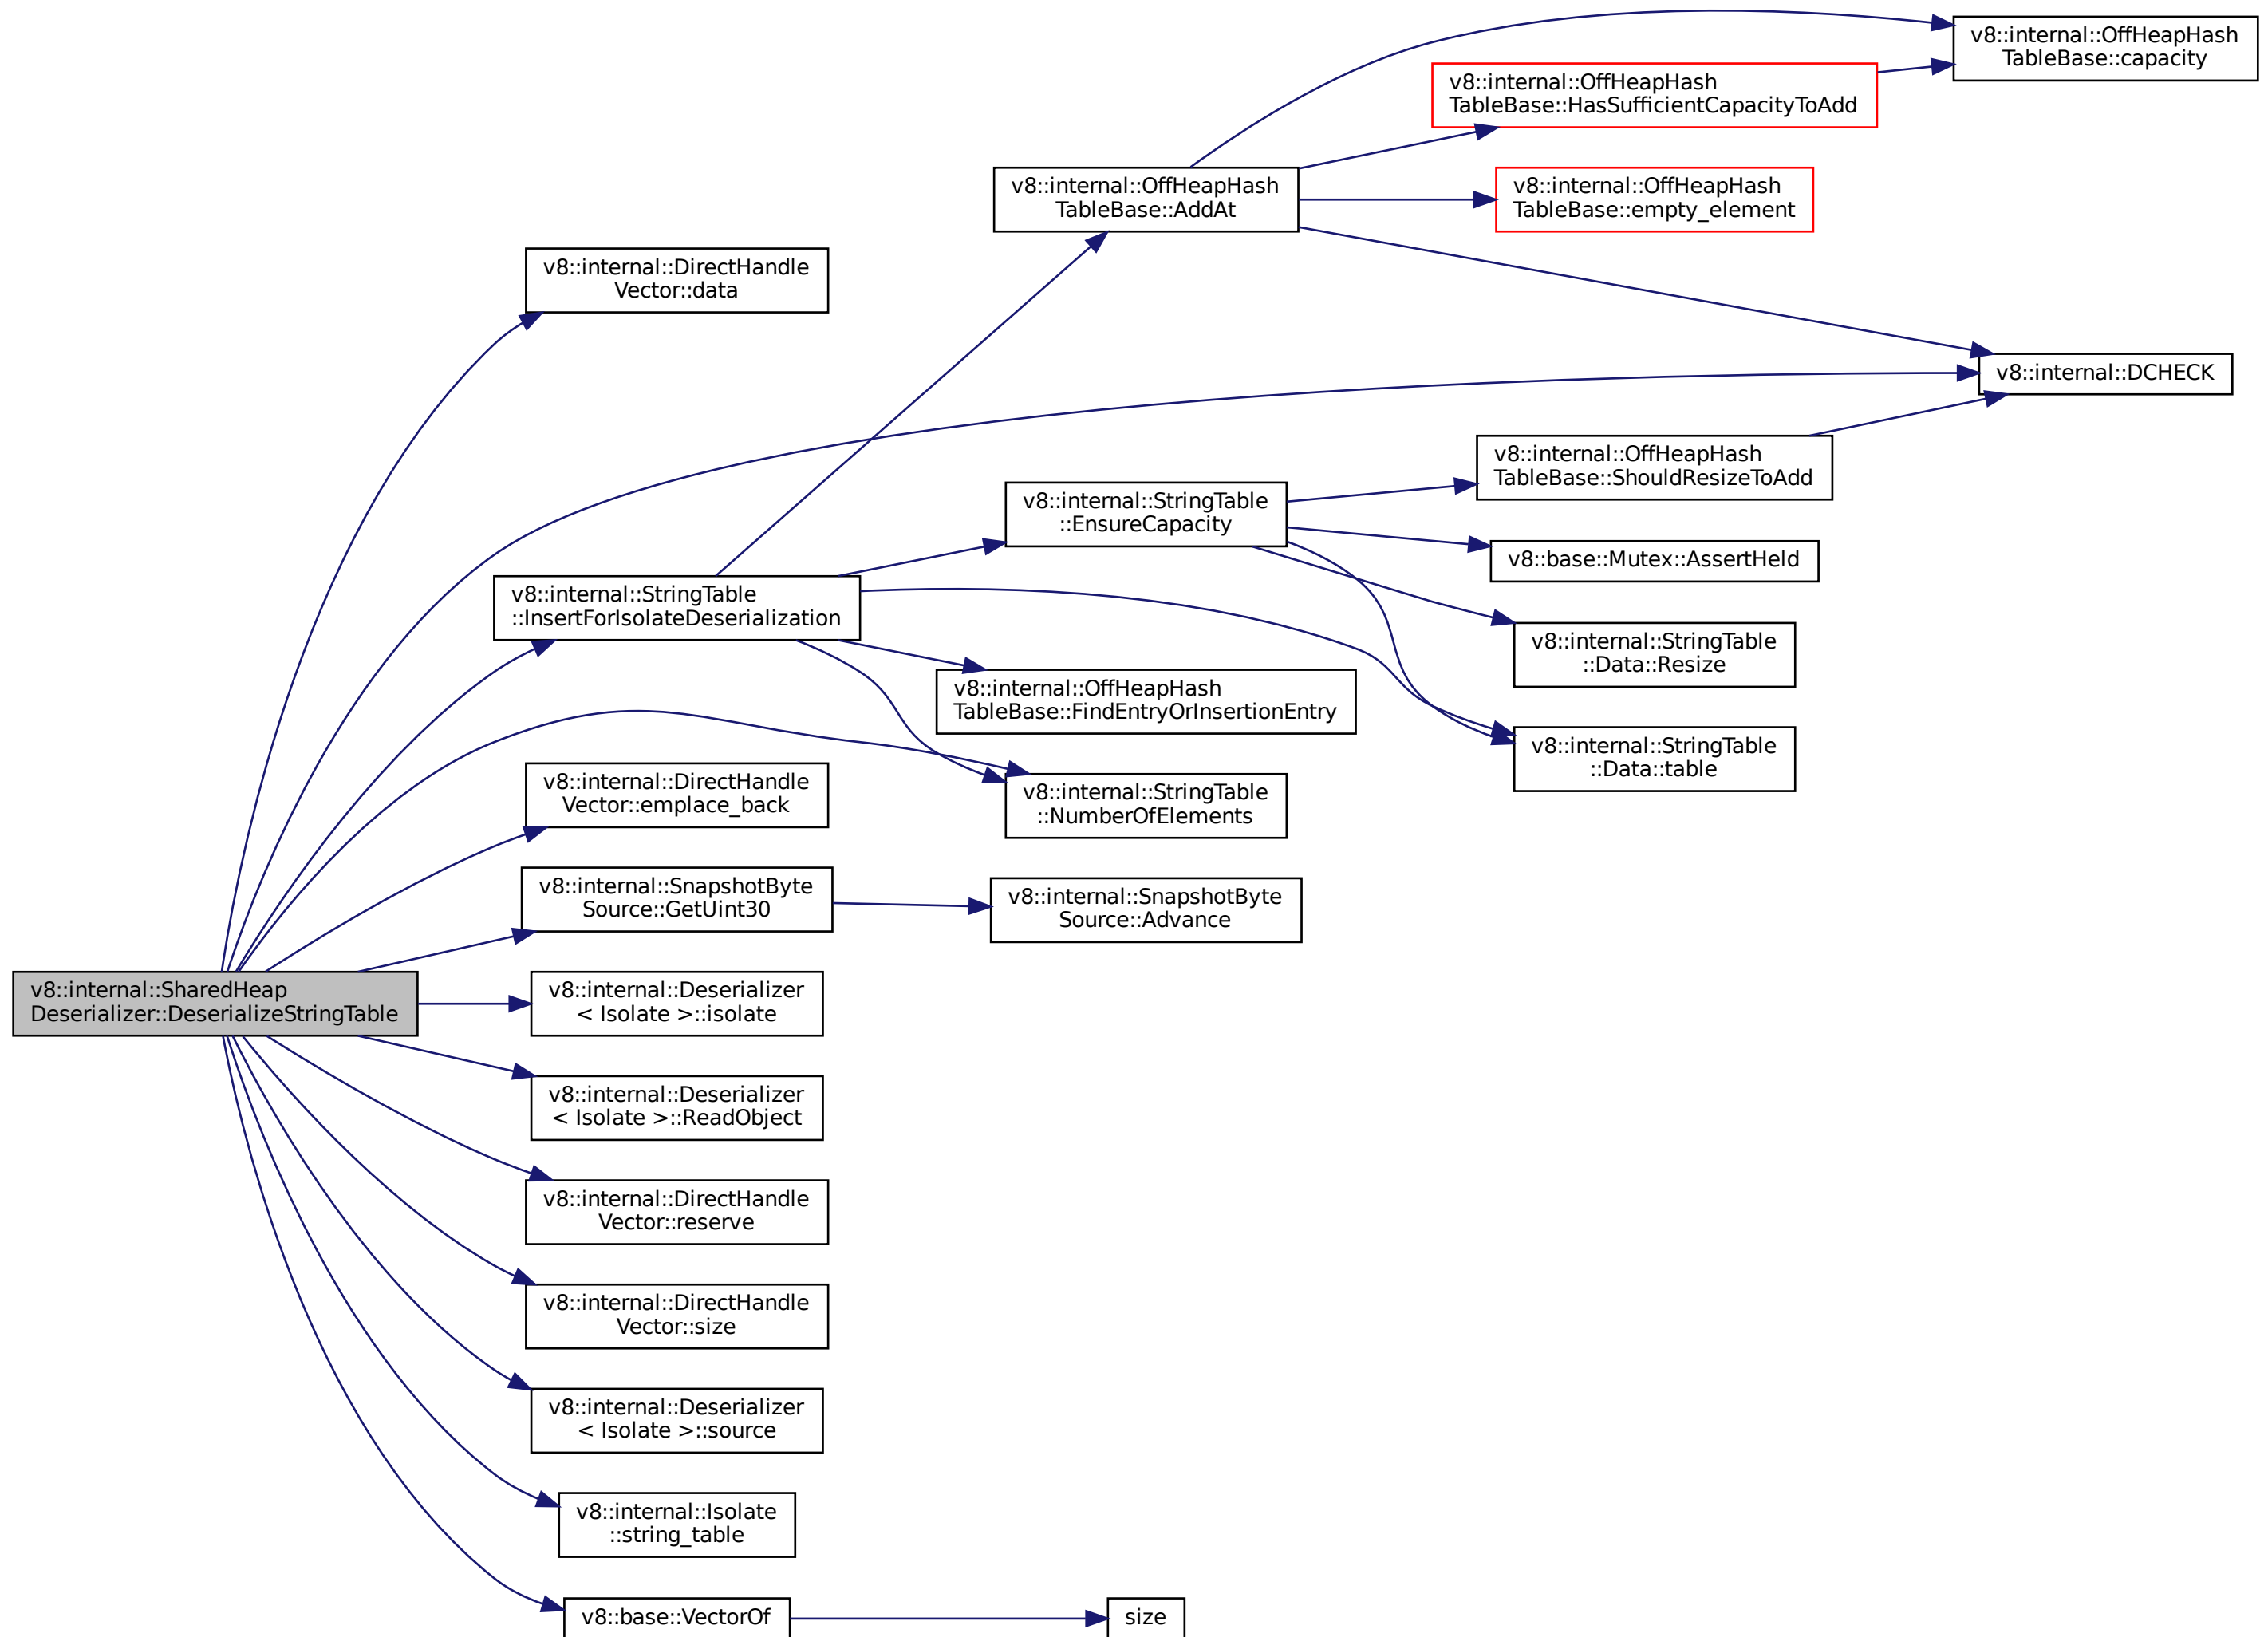 v8::internal::OffHeapHash
TableBase::capacity
v8::internal::OffHeapHash
TableBase::HasSufficientCapacityToAdd
v8::internal::OffHeapHash
TableBase::AddAt
v8::internal::OffHeapHash
TableBase::empty_element
v8::internal::DirectHandle
Vector::data
v8::internal::DCHECK
v8::internal::OffHeapHash
TableBase::ShouldResizeToAdd
v8::internal::StringTable
::EnsureCapacity
v8::base::Mutex::AssertHeld
v8::internal::StringTable
::InsertForIsolateDeserialization
v8::internal::StringTable
::Data::Resize
v8::internal::OffHeapHash
TableBase::FindEntryOrInsertionEntry
v8::internal::StringTable
::Data::table
v8::internal::DirectHandle
Vector::emplace_back
v8::internal::StringTable
::NumberOfElements
v8::internal::SnapshotByte
Source::GetUint30
v8::internal::SnapshotByte
Source::Advance
v8::internal::SharedHeap
Deserializer::DeserializeStringTable
v8::internal::Deserializer
< Isolate >::isolate
v8::internal::Deserializer
< Isolate >::ReadObject
v8::internal::DirectHandle
Vector::reserve
v8::internal::DirectHandle
Vector::size
v8::internal::Deserializer
< Isolate >::source
v8::internal::Isolate
::string_table
v8::base::VectorOf
size